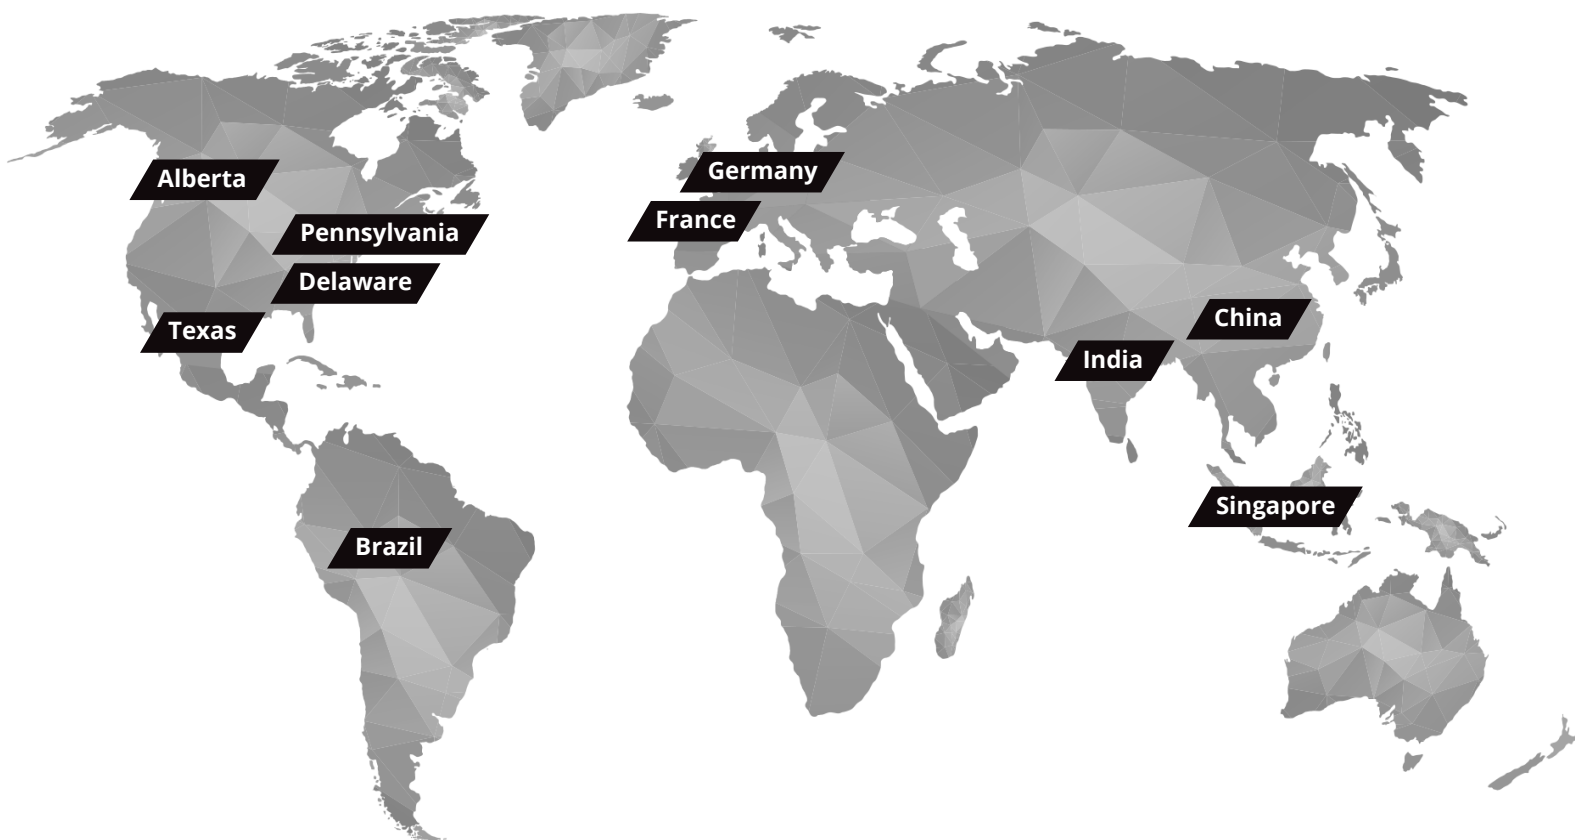 Alberta
Pennsylvania
Delaware
Texas
Brazil
Germany
France
China
India
Singapore